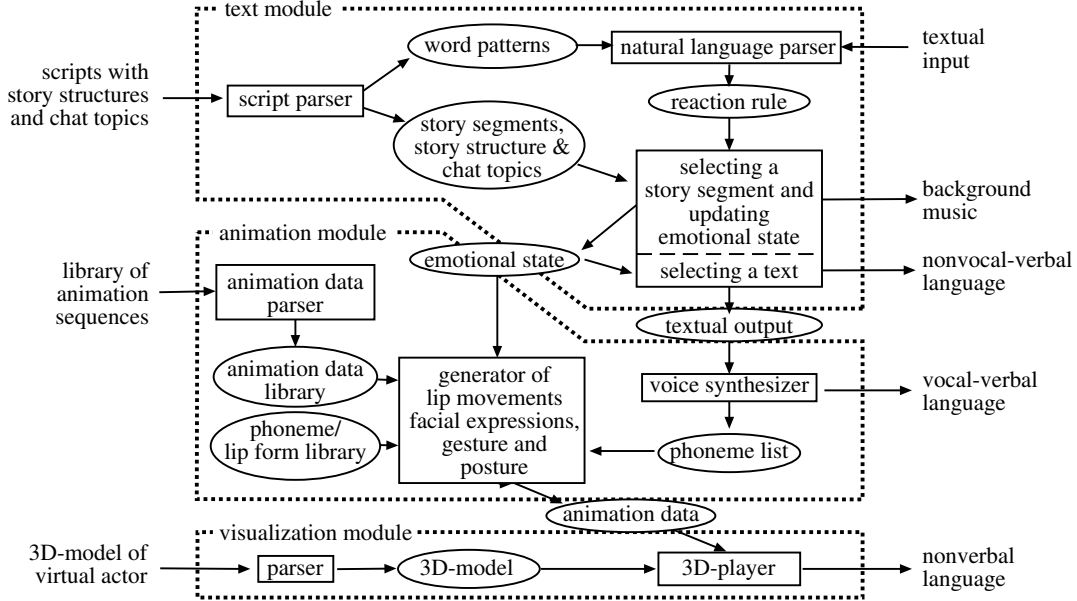 text module
word patterns
natural language parser
textual
input
scripts with
story structures
and chat topics
script parser
reaction rule
story segments,
story structure &
chat topics
selecting a
story segment and
updating
emotional state
background
music
animation module
emotional state
selecting a text
nonvocal-verbal
language
library of
animation
sequences
animation data
parser
textual output
animation data
library
generator of
lip movements
facial expressions,
gesture and
posture
voice synthesizer
vocal-verbal
language
phoneme/
lip form library
phoneme list
animation data
visualization module
3D-model of
virtual actor
parser
3D-model
3D-player
nonverbal
language